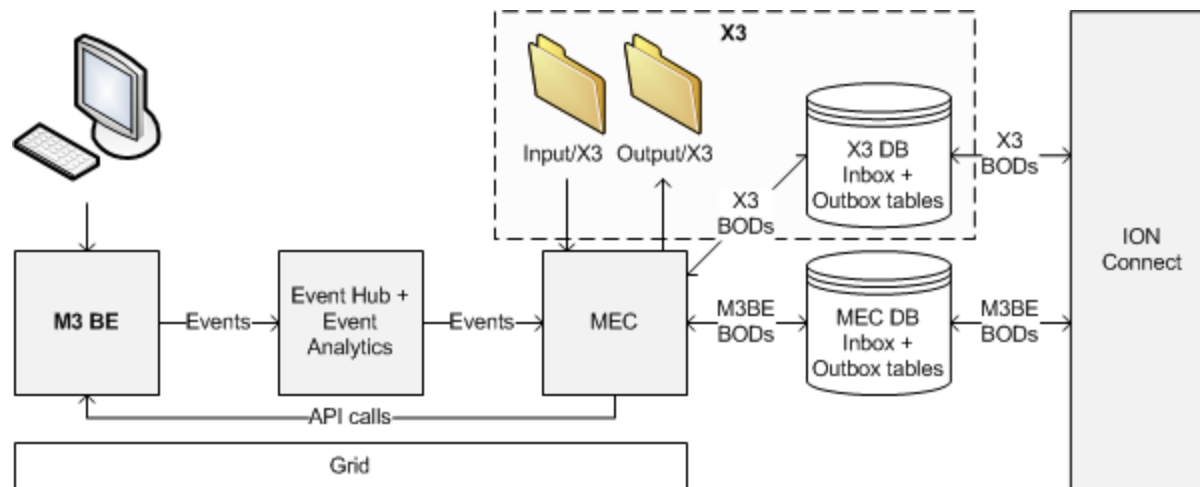 X3
Input/X3
Output/X3
X3 DB
Inbox +
Outbox tables
X3
BODs
X3
BODs
ION
Connect
M3 BE
Events
Event Hub +
Event
Analytics
Events
MEC
M3BE
BODs
MEC DB
Inbox +
Outbox tables
M3BE
BODs
API calls
Grid